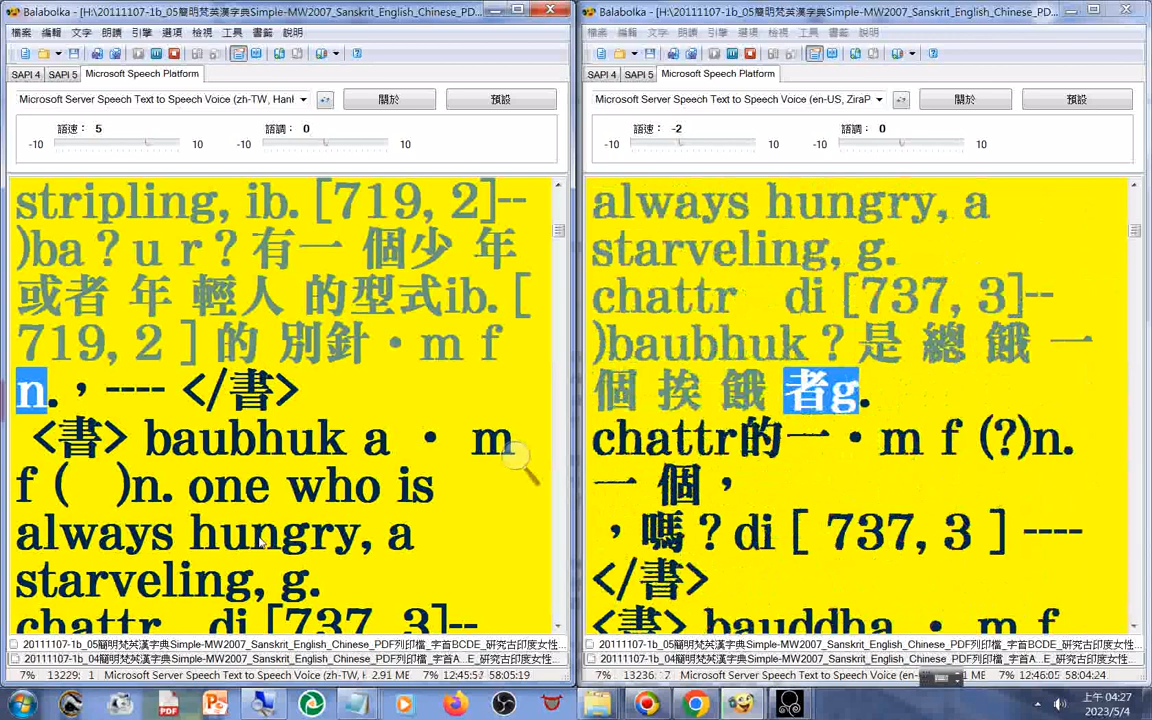 Balabolka - [H:\20111107-1b_05簡明梵英漢字典Simple-MW2007_Sanskrit_English_Chinese_PD...
檔案 編輯 文字 朗讀 引擎 選項 檢視 工具 書籤 說明
SAPI 4 SAPI 5 Microsoft Speech Platform
Microsoft Server Speech Text to Speech Voice (zh-TW, Han
關於 預設
語速: 5 語調: 0
-10 10 -10 10
stripling, ib. [719, 2]--
)ba？u r？有一 個少 年
或者 年 輕人 的型式ib. [
719, 2 ] 的 別針・m f
n.，---- </書>
<書> baubhuk a ・ m
f ( )n. one who is
always hungry, a
starveling, g.
chattr di [737, 3]--
20111107-1b_05簡明梵英漢字典Simple-MW2007_Sanskrit_English_Chinese_PDF列印檔_字首BCDE_研究古印度女性...
20111107-1b_04簡明梵英漢字典Simple-MW2007_Sanskrit_English_Chinese_PDF列印檔_字首A...E_研究古印度女性...
7% 13229: 1 Microsoft Server Speech Text to Speech Voice (zh-TW, H 2.91 MB 7% 12:45:57 58:05:19
Balabolka - [H:\20111107-1b_05簡明梵英漢字典Simple-MW2007_Sanskrit_English_Chinese_PD...
檔案 編輯 文字 朗讀 引擎 選項 檢視 工具 書籤 說明
SAPI 4 SAPI 5 Microsoft Speech Platform
Microsoft Server Speech Text to Speech Voice (en-US, ZiraP
關於 預設
語速: -2 語調: 0
-10 10 -10 10
always hungry, a
starveling, g.
chattr di [737, 3]--
)baubhuk？是 總 餓 一
個 挨 餓 者g.
chattr的一・m f (?)n.
一 個，
，嗎？di [ 737, 3 ] ----
</書>
<書> bauddha ・ m f
20111107-1b_05簡明梵英漢字典Simple-MW2007_Sanskrit_English_Chinese_PDF列印檔_字首BCDE_研究古印度女性...
20111107-1b_04簡明梵英漢字典Simple-MW2007_Sanskrit_English_Chinese_PDF列印檔_字首A...E_研究古印度女性...
7% 13236: Microsoft Server Speech Text to Speech Voice (en-U MB 7% 12:46:05 58:04:24
上午 04:27
2023/5/4